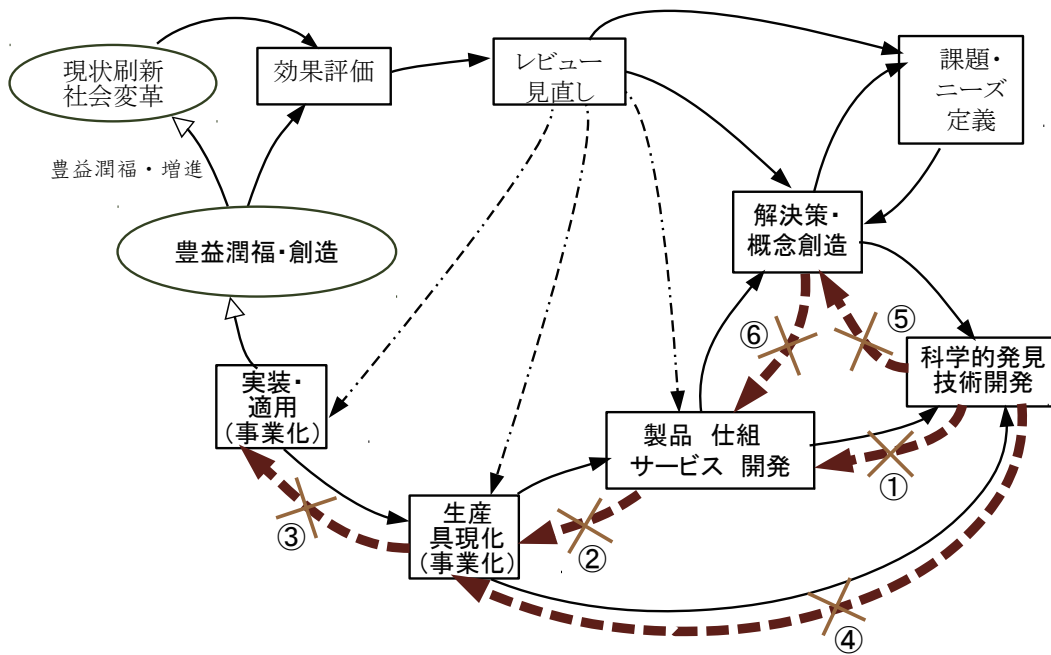 現状刷新
社会変革
効果評価
レビュー
見直し
課題・
ニーズ
定義
豊益潤福・増進
豊益潤福・創造
解決策・
概念創造
⑥
⑤
科学的発見
技術開発
実装・
適用
(事業化)
製品 仕組
サービス 開発
①
生産
具現化
(事業化)
③
②
④